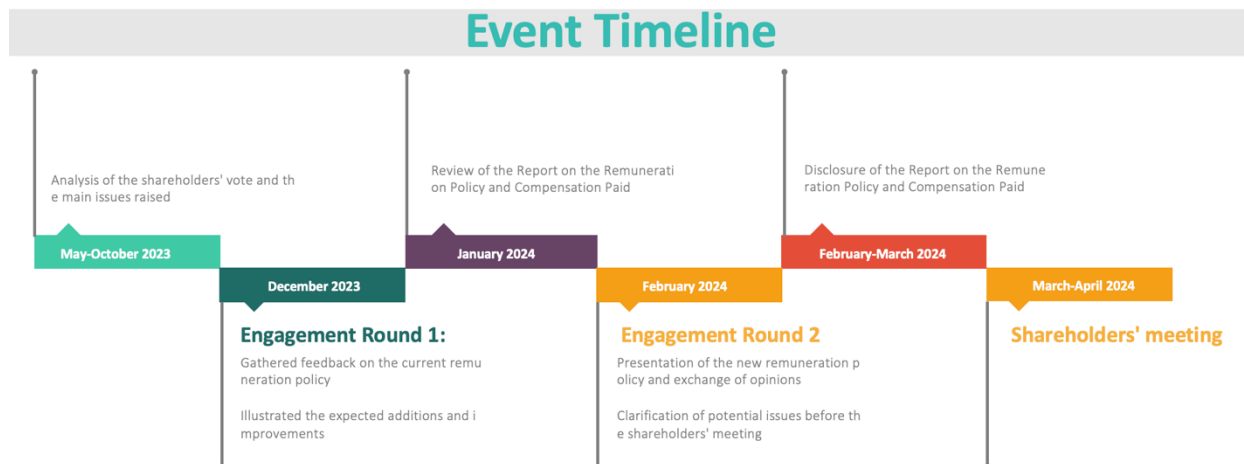 Event Timeline
Analysis of the shareholders' vote and th
e main issues raised
Review of the Report on the Remunerati
on Policy and Compensation Paid
Disclosure of the Report on the Remune
ration Policy and Compensation Paid
May-October 2023
January 2024
February-March 2024
December 2023
February 2024
March-April 2024
Engagement Round 1:
Gathered feedback on the current remu
neration policy
Illustrated the expected additions and i
mprovements
Engagement Round 2
Presentation of the new remuneration p
olicy and exchange of opinions
Clarification of potential issues before th
e shareholders' meeting
Shareholders' meeting